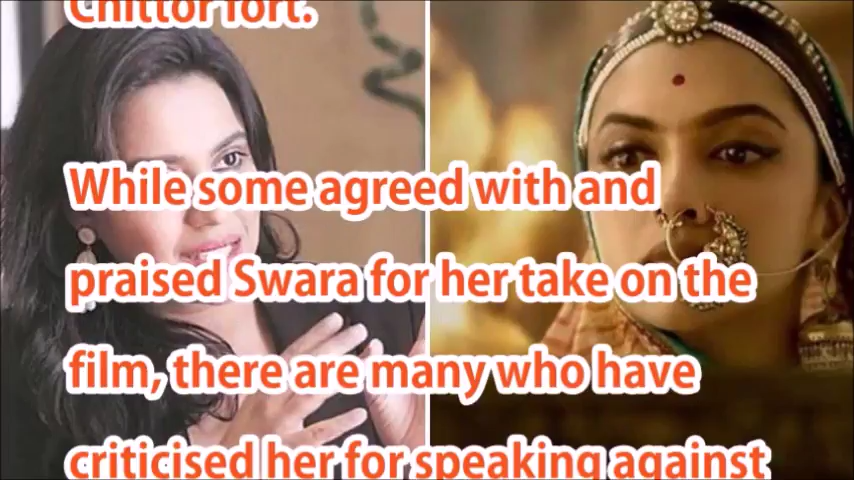 Chittor fort.
While some agreed with and
praised Swara for her take on the
film, there are many who have
criticised her for speaking against